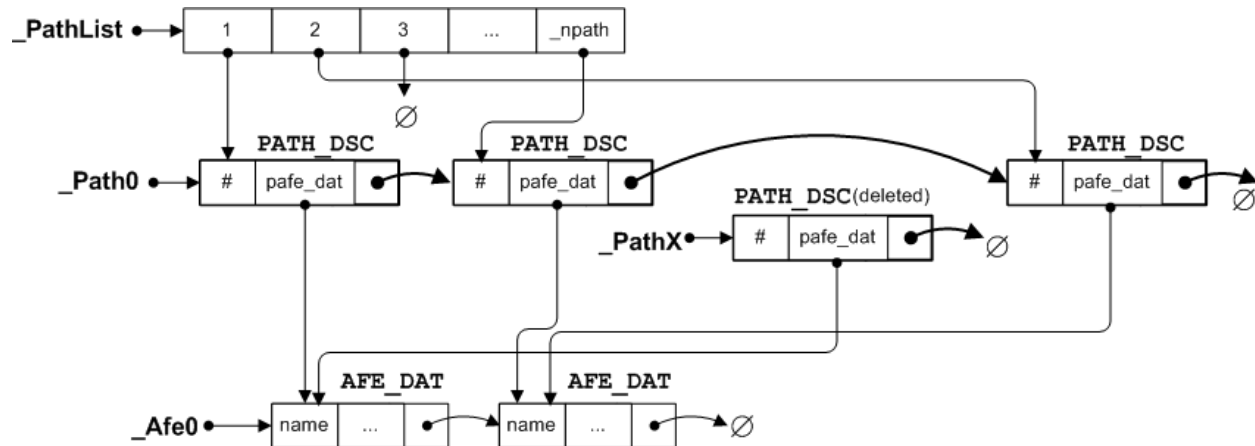 _PathList 1 2 3 ... _npath
∅
PATH_DSC PATH_DSC PATH_DSC
_Path0 # pafe_dat # pafe_dat # pafe_dat
∅
PATH_DSC(deleted)
_PathX # pafe_dat
∅
AFE_DAT AFE_DAT
_Afe0 name ... name ... ∅